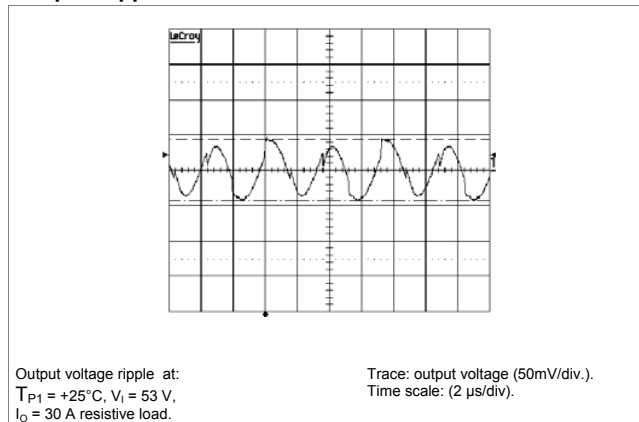 LeCroy
Output voltage ripple at:
TP1 = +25°C, VI = 53 V,
IO = 30 A resistive load.
Trace: output voltage (50mV/div.).
Time scale: (2 µs/div).